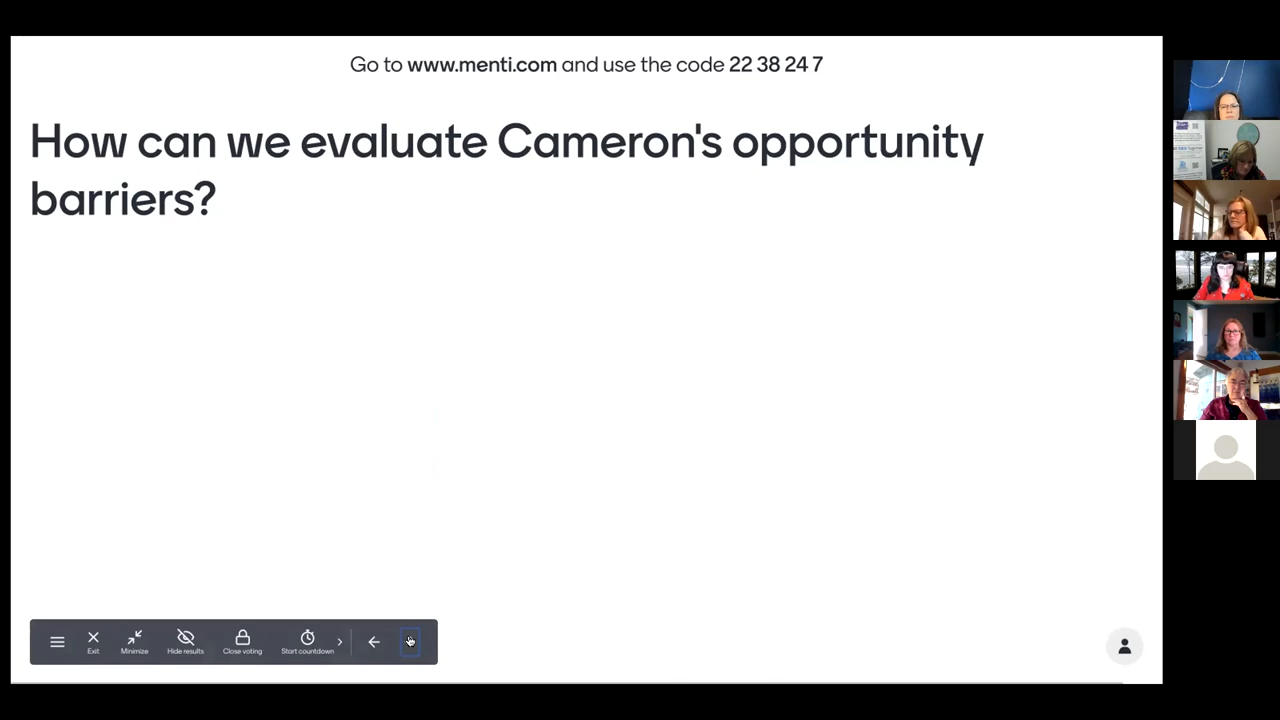 Go to www.menti.com and use the code 22 38 24 7
How can we evaluate Cameron's opportunity
barriers?
Exit
Minimize
Hide results
Close voting
Start countdown